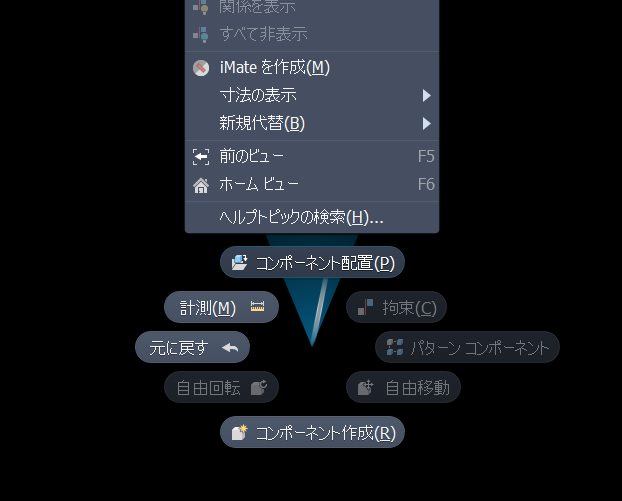 関係を表示
すべて非表示
iMate を作成(M)
寸法の表示
新規代替(B)
前のビュー F5
ホーム ビュー F6
ヘルプトピックの検索(H)...
コンポーネント配置(P)
計測(M) 拘束(C)
元に戻す パターン コンポーネント
自由回転 自由移動
コンポーネント作成(R)